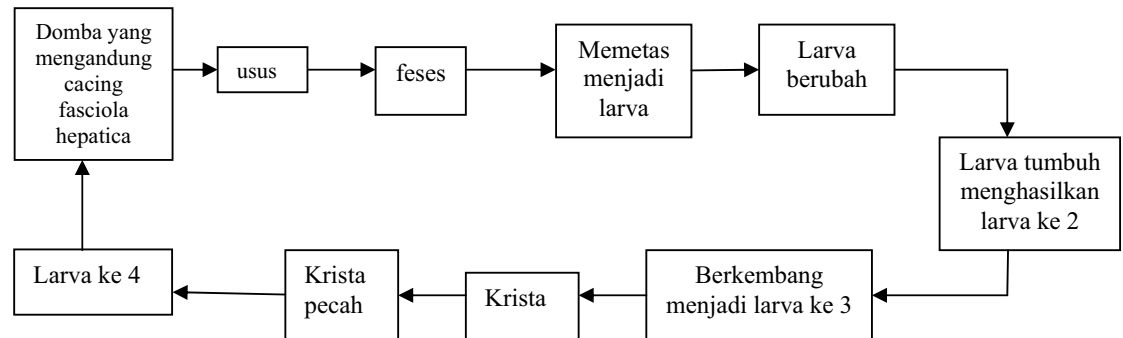 Domba yang
mengandung
cacing
fasciola
hepatica
usus
feses
Memetas
menjadi
larva
Larva
berubah
Larva tumbuh
menghasilkan
larva ke 2
Berkembang
menjadi larva ke 3
Krista
Krista
pecah
Larva ke 4